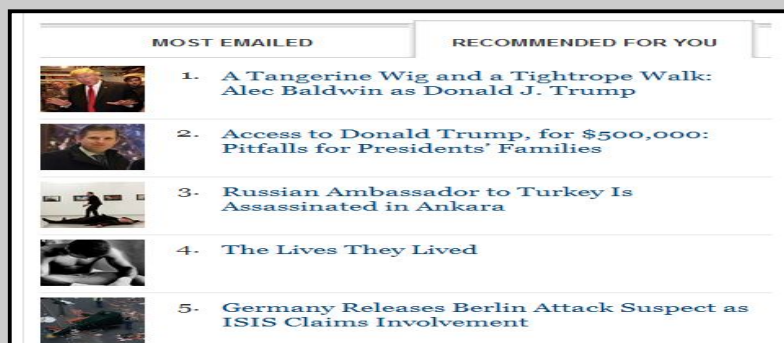 MOST EMAILED
RECOMMENDED FOR YOU
1. A Tangerine Wig and a Tightrope Walk:
Alec Baldwin as Donald J. Trump
2. Access to Donald Trump, for $500,000:
Pitfalls for Presidents’ Families
3. Russian Ambassador to Turkey Is
Assassinated in Ankara
4. The Lives They Lived
5. Germany Releases Berlin Attack Suspect as
ISIS Claims Involvement